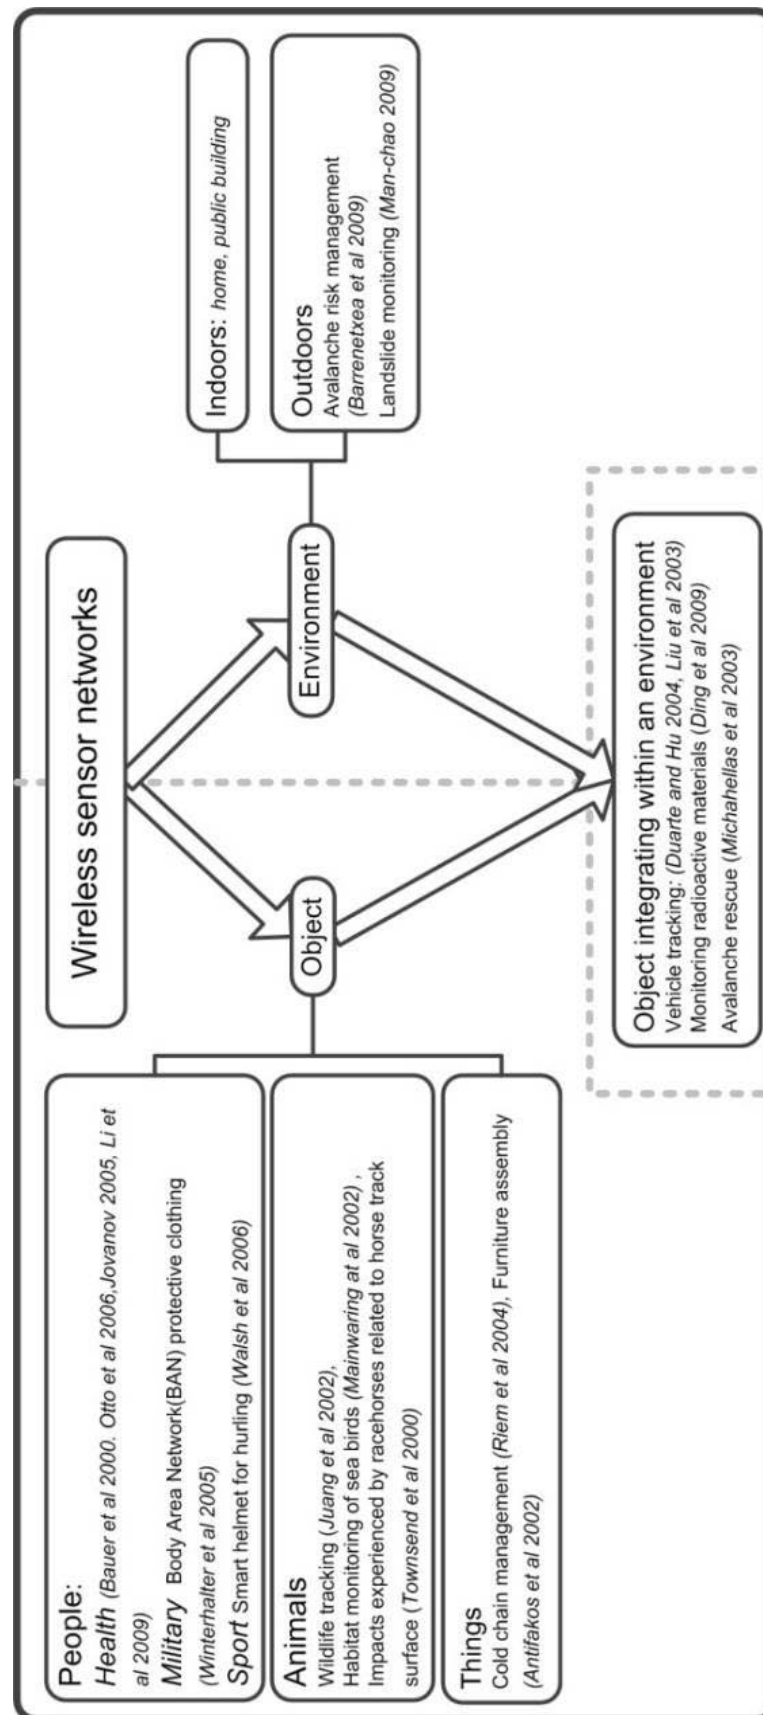 Wireless sensor networks
Object
Environment
People:
Health (Bauer et al 2000. Otto et al 2006,Jovanov 2005, Li et
al 2009)
Military Body Area Network(BAN) protective clothing
(Winterhalter et al 2005)
Sport Smart helmet for hurling (Walsh et al 2006)
Animals
Wildlife tracking (Juang et al 2002),
Habitat monitoring of sea birds (Mainwaring at al 2002) ,
Impacts experienced by racehorses related to horse track
surface (Townsend et al 2000)
Things
Cold chain management (Riem et al 2004), Furniture assembly
(Antifakos et al 2002)
Indoors: home, public building
Outdoors
Avalanche risk management
(Barrenetxea et al 2009)
Landslide monitoring (Man-chao 2009)
Object integrating within an environment
Vehicle tracking: (Duarte and Hu 2004, Liu et al 2003)
Monitoring radioactive materials (Ding et al 2009)
Avalanche rescue (Michahellas et al 2003)